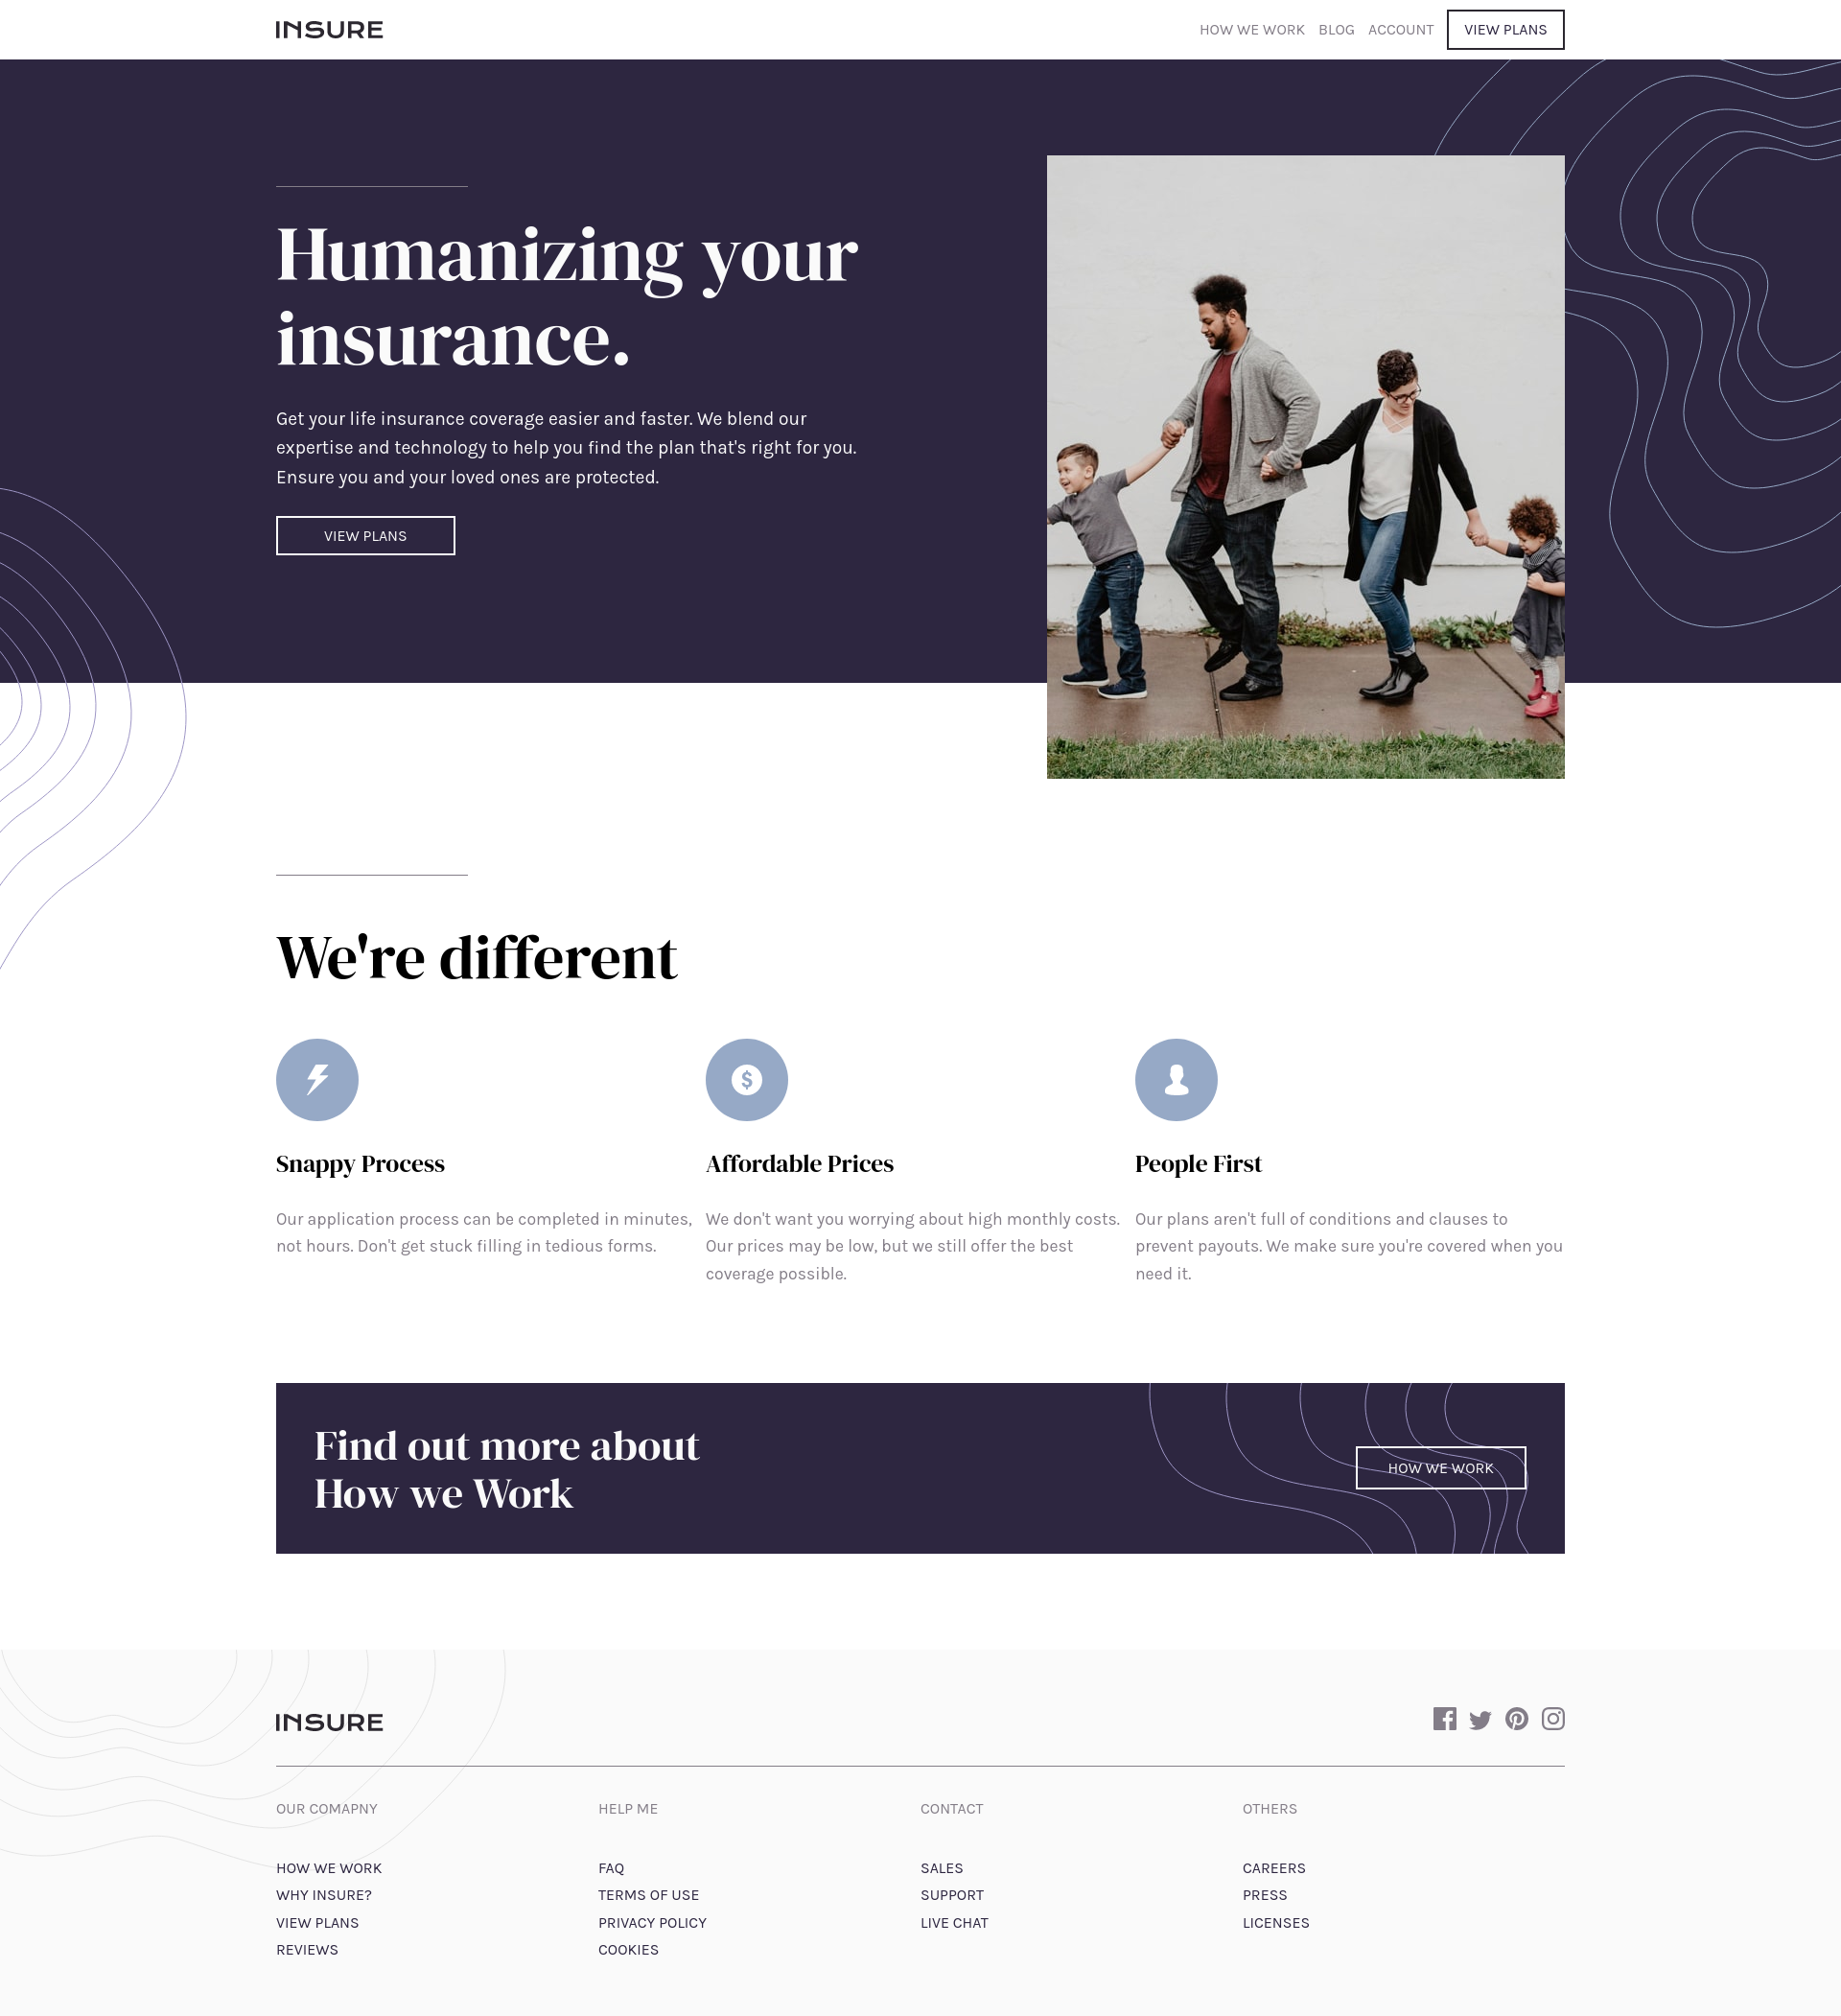 INSURE
HOW WE WORK BLOG ACCOUNT VIEW PLANS
Humanizing your
insurance.
Get your life insurance coverage easier and faster. We blend our
expertise and technology to help you find the plan that's right for you.
Ensure you and your loved ones are protected.
VIEW PLANS
We're different
Snappy Process
Our application process can be completed in minutes,
not hours. Don't get stuck filling in tedious forms.
Affordable Prices
We don't want you worrying about high monthly costs.
Our prices may be low, but we still offer the best
coverage possible.
People First
Our plans aren't full of conditions and clauses to
prevent payouts. We make sure you're covered when you
need it.
Find out more about
How we Work
HOW WE WORK
INSURE
OUR COMAPNY
HOW WE WORK
WHY INSURE?
VIEW PLANS
REVIEWS
HELP ME
FAQ
TERMS OF USE
PRIVACY POLICY
COOKIES
CONTACT
SALES
SUPPORT
LIVE CHAT
OTHERS
CAREERS
PRESS
LICENSES